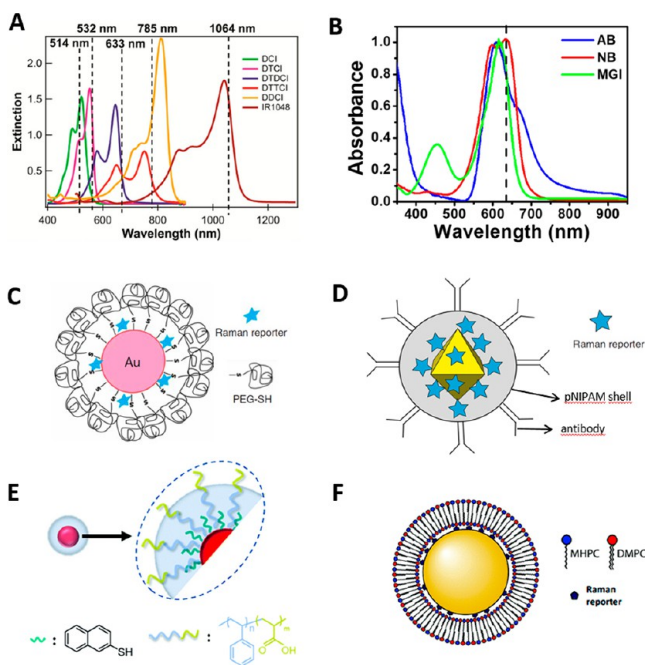 A
532 nm 785 nm 1064 nm
514 nm 633 nm
DCI
DTCI
DTDCI
DTTCI
DDCI
IR1048
Extinction
2.0
1.5
1.0
0.5
400 600 800 1000 1200
Wavelength (nm)
B
AB
NB
MGI
Absorbance
1.0
0.8
0.6
0.4
0.2
0.0
400 500 600 700 800 900
Wavelength (nm)
C
Au
S
Raman reporter
PEG-SH
D
Raman reporter
pNIPAM shell
antibody
E
: SH
: n m
O OH
F
MHPC DMPC
Raman
reporter